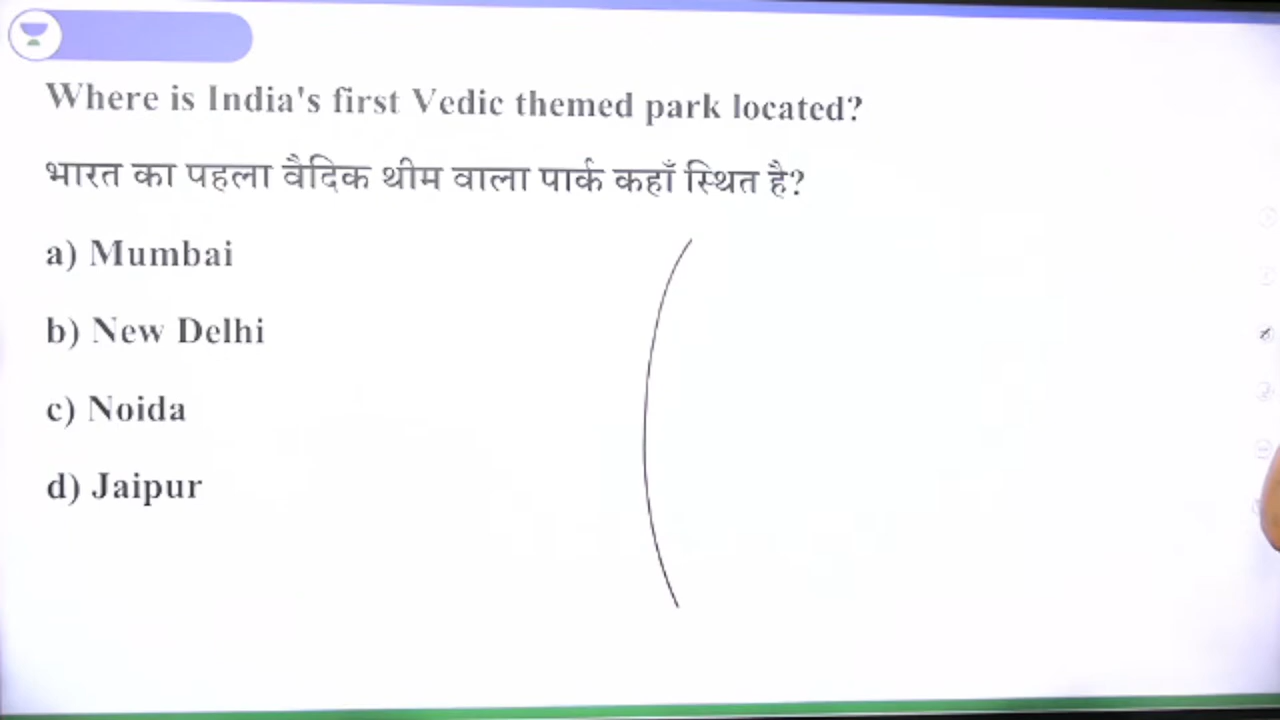 Where is India's first Vedic themed park located?
भारत का पहला वैदिक थीम वाला पार्क कहाँ स्थित है?
a) Mumbai
b) New Delhi
c) Noida
d) Jaipur